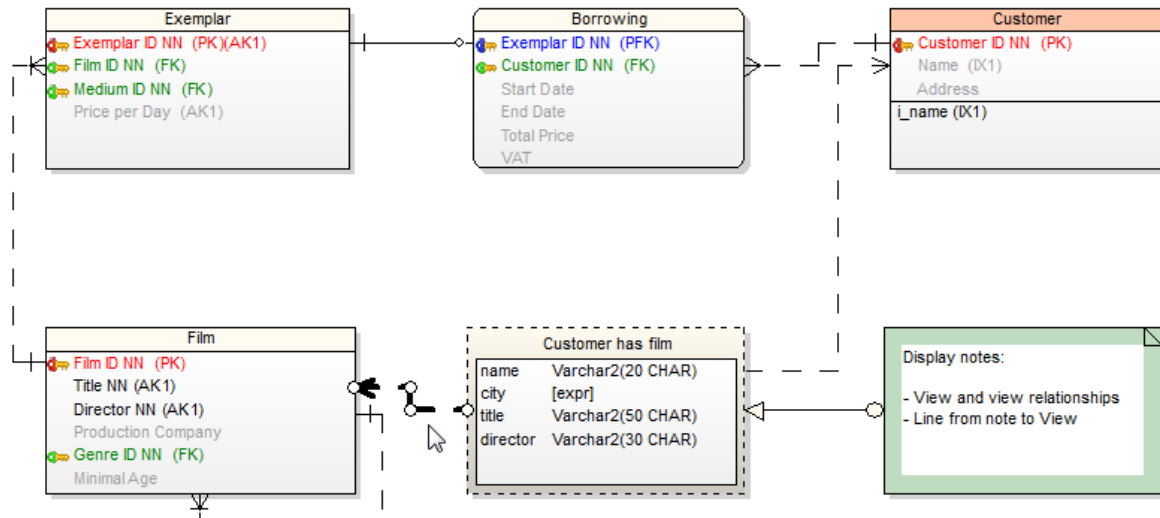 Exemplar
Exemplar ID NN (PK)(AK1)
Film ID NN (FK)
Medium ID NN (FK)
Price per Day (AK1)
Borrowing
Exemplar ID NN (PFK)
Customer ID NN (FK)
Start Date
End Date
Total Price
VAT
Customer
Customer ID NN (PK)
Name (IX1)
Address
i_name (IX1)
Film
Film ID NN (PK)
Title NN (AK1)
Director NN (AK1)
Production Company
Genre ID NN (FK)
Minimal Age
Customer has film
name Varchar2(20 CHAR)
city [expr]
title Varchar2(50 CHAR)
director Varchar2(30 CHAR)
Display notes:
- View and view relationships
- Line from note to View